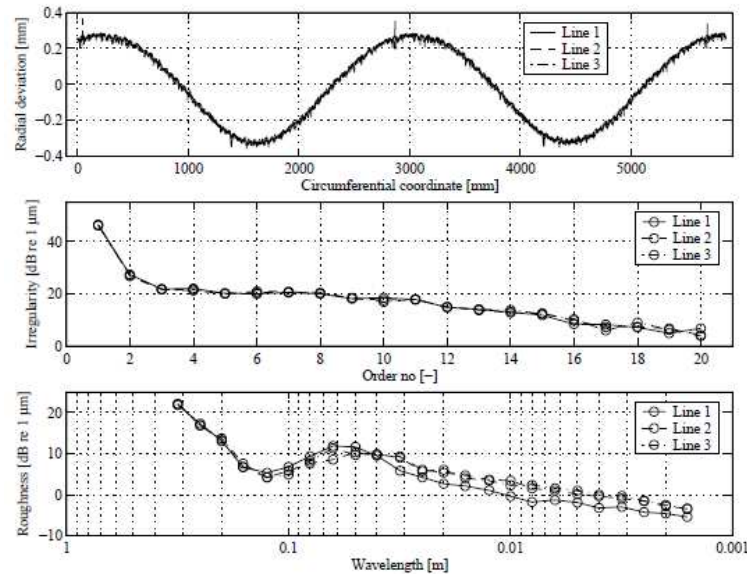 Radial deviation [mm]
0.4
0.2
0
−0.2
−0.4
0
1000
2000
3000
4000
5000
Circumferential coordinate [mm]
Line 1
Line 2
Line 3
Irregularity [dB re 1 μm]
40
20
0
0
2
4
6
8
10
12
14
16
18
20
Order no [−]
Line 1
Line 2
Line 3
Roughness [dB re 1 μm]
20
10
0
−10
1
0.1
0.01
0.001
Wavelength [m]
Line 1
Line 2
Line 3